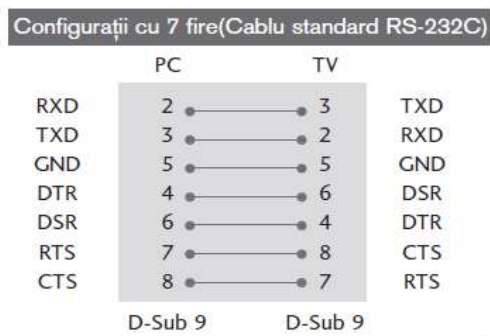 Configurații cu 7 fire(Cablu standard RS-232C)
PC TV
RXD 2 3 TXD
TXD 3 2 RXD
GND 5 5 GND
DTR 4 6 DSR
DSR 6 4 DTR
RTS 7 8 CTS
CTS 8 7 RTS
D-Sub 9 D-Sub 9